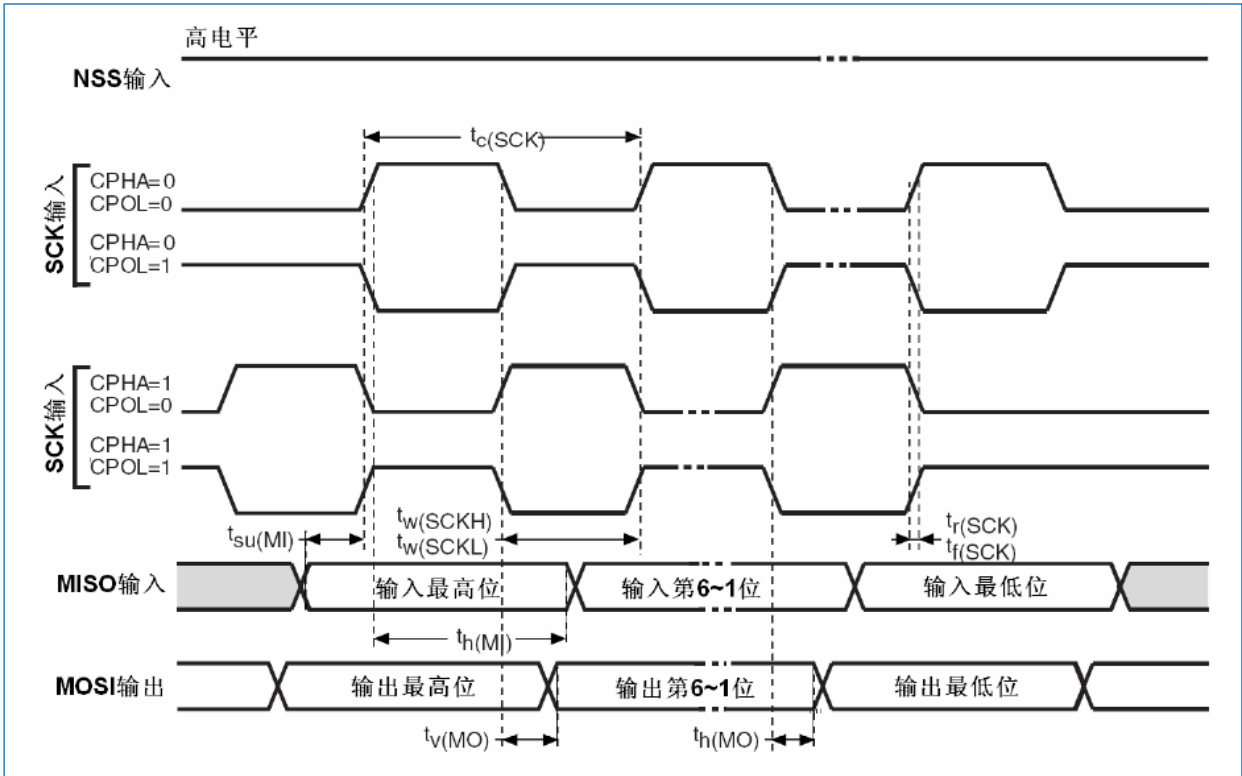 高电平
NSS输入
tc(SCK)
SCK输入
CPHA=0
CPOL=0
CPHA=0
CPOL=1
SCK输入
CPHA=1
CPOL=0
CPHA=1
CPOL=1
tsu(MI)
tw(SCKH)
tw(SCKL)
tr(SCK)
tf(SCK)
MISO输入
输入最高位
输入第6~1位
输入最低位
th(MI)
MOSI输出
输出最高位
输出第6~1位
输出最低位
tv(MO)
th(MO)